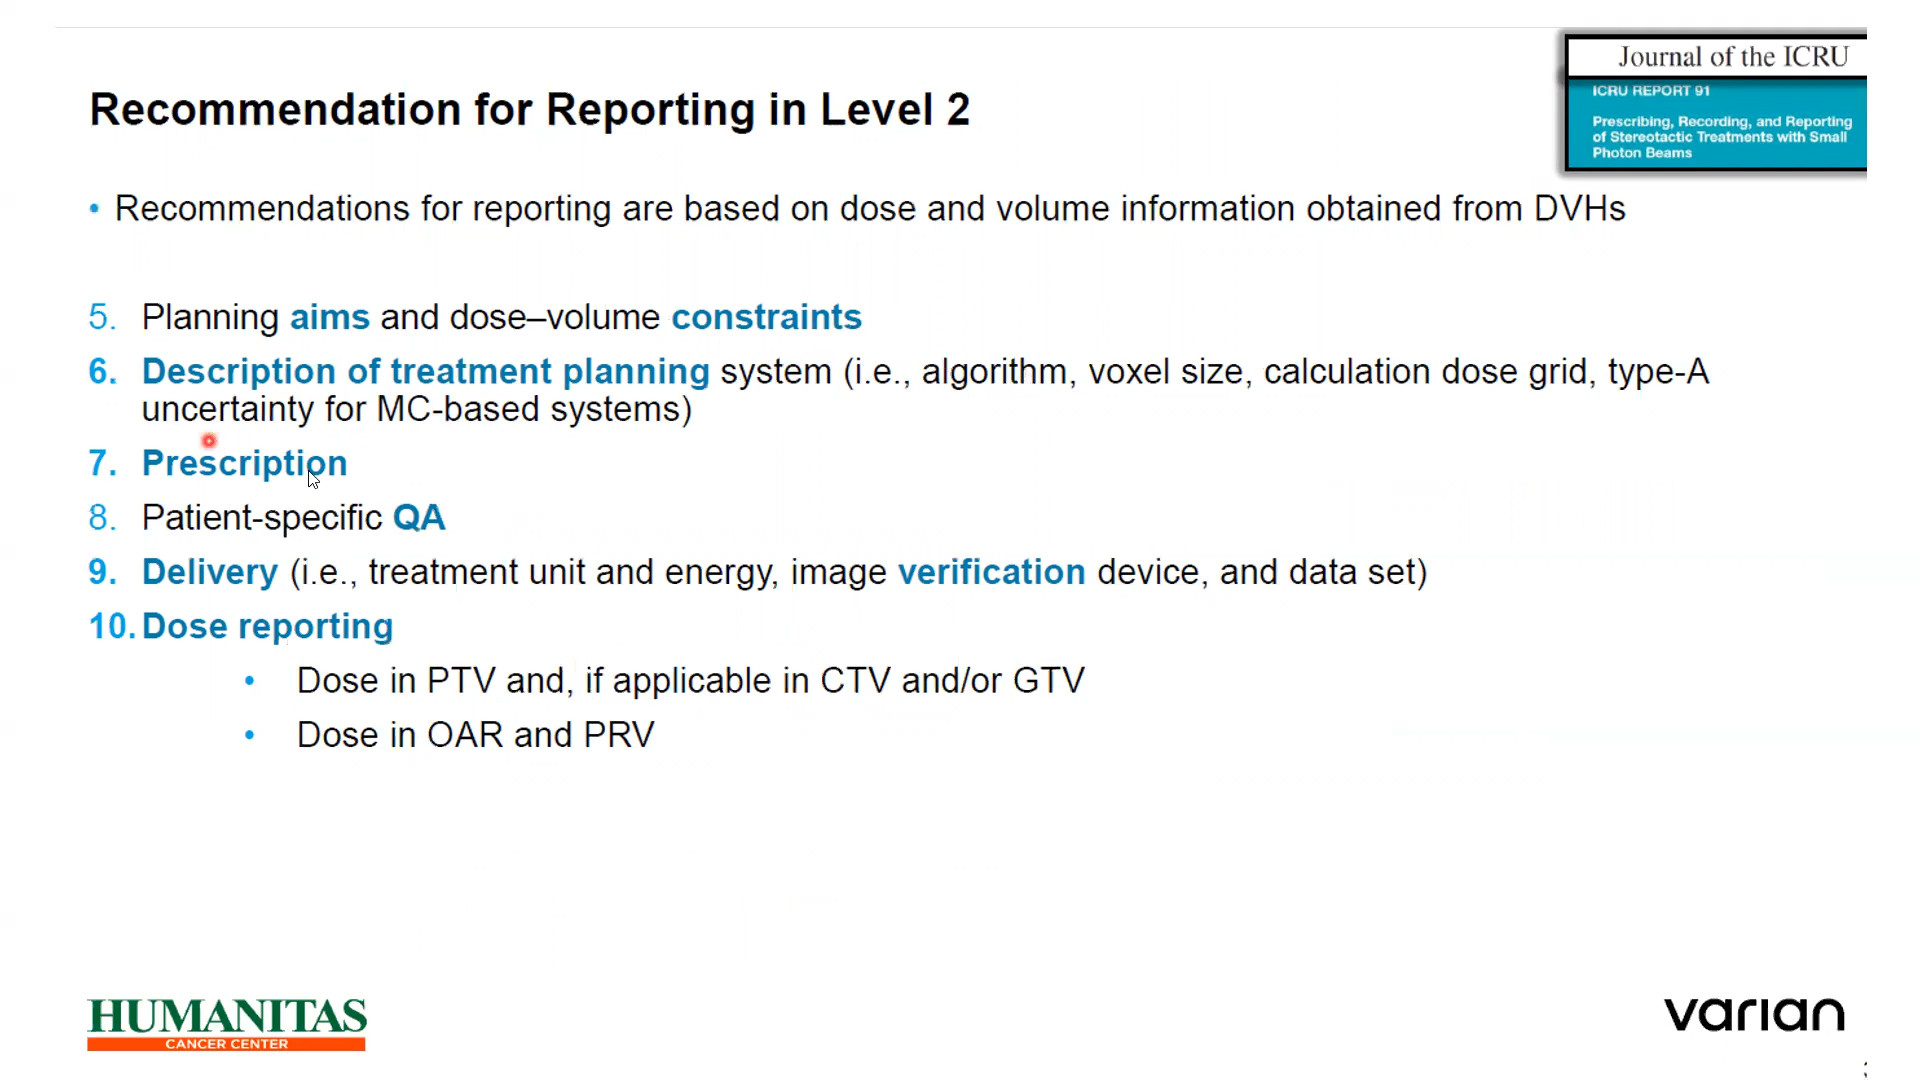 Journal of the ICRU
ICRU REPORT 91
Prescribing, Recording, and Reporting
of Stereotactic Treatments with Small
Photon Beams
Recommendation for Reporting in Level 2
• Recommendations for reporting are based on dose and volume information obtained from DVHs
5. Planning aims and dose–volume constraints
6. Description of treatment planning system (i.e., algorithm, voxel size, calculation dose grid, type-A
uncertainty for MC-based systems)
7. Prescription
8. Patient-specific QA
9. Delivery (i.e., treatment unit and energy, image verification device, and data set)
10. Dose reporting
• Dose in PTV and, if applicable in CTV and/or GTV
• Dose in OAR and PRV
HUMANITAS
CANCER CENTER
varian